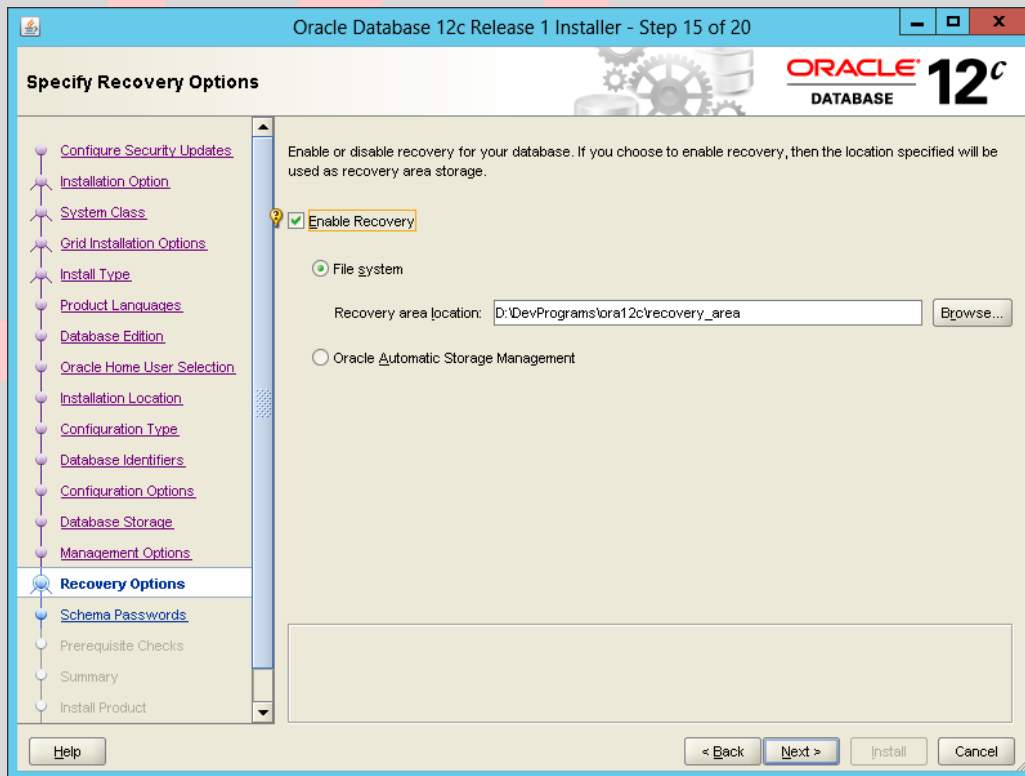 Oracle Database 12c Release 1 Installer - Step 15 of 20
Specify Recovery Options
ORACLE
DATABASE
12c
Configure Security Updates
Installation Option
System Class
Grid Installation Options
Install Type
Product Languages
Database Edition
Oracle Home User Selection
Installation Location
Configuration Type
Database Identifiers
Configuration Options
Database Storage
Management Options
Recovery Options
Schema Passwords
Prerequisite Checks
Summary
Install Product
Enable or disable recovery for your database. If you choose to enable recovery, then the location specified will be
used as recovery area storage.
Enable Recovery
File system
Recovery area location: D:\DevPrograms\ora12c\recovery_area Browse...
Oracle Automatic Storage Management
Help < Back Next > Install Cancel